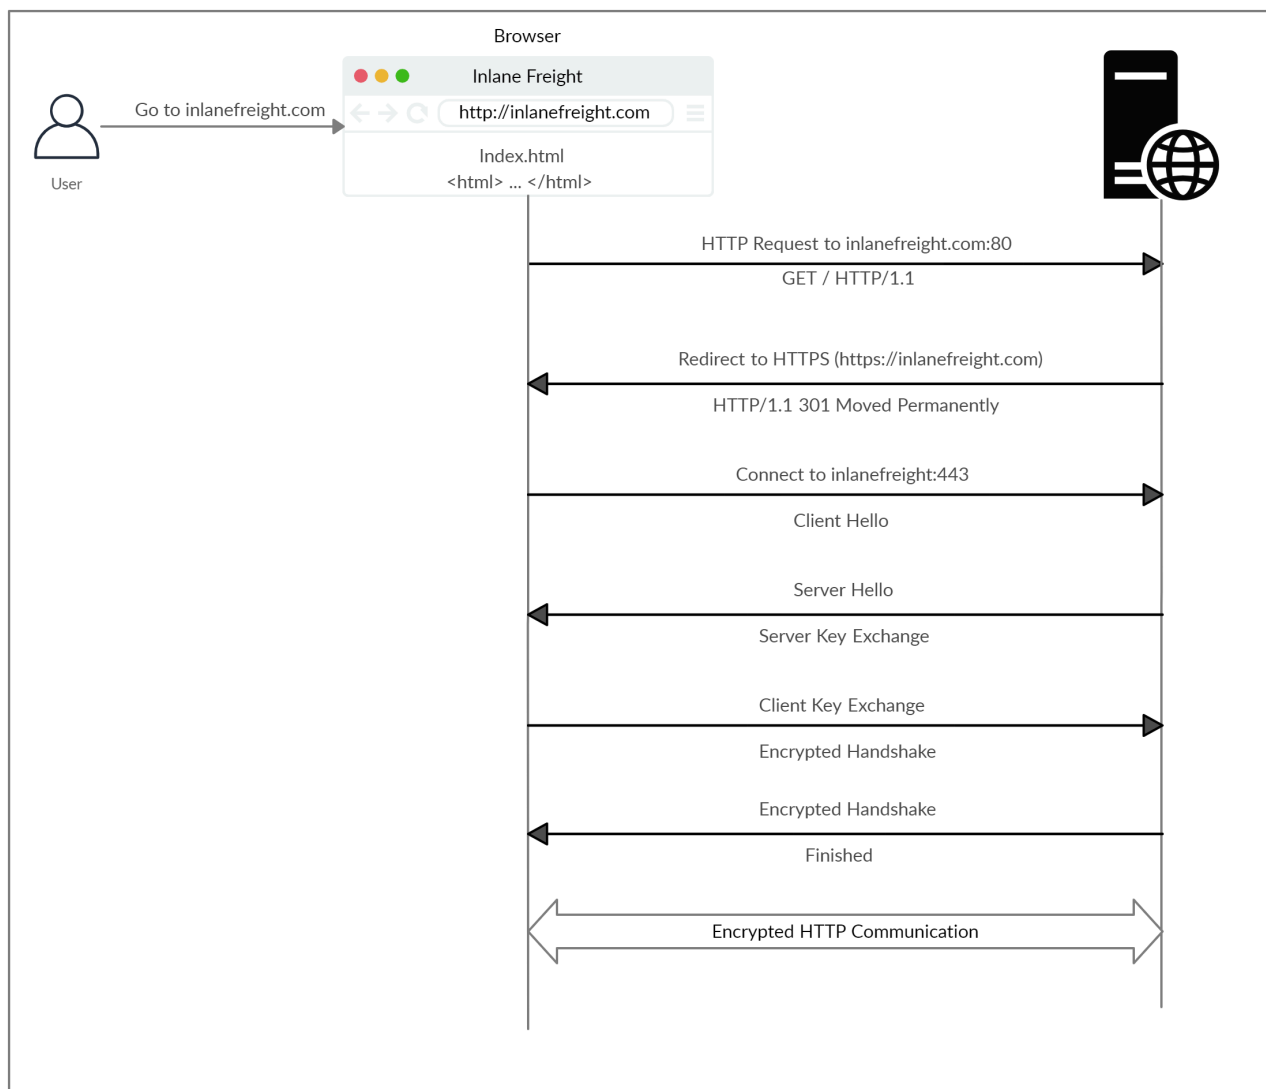 Browser
Inlane Freight
Go to inlanefreight.com
http://inlanefreight.com
Index.html
<html> ... </html>
User
HTTP Request to inlanefreight.com:80
GET / HTTP/1.1
Redirect to HTTPS (https://inlanefreight.com)
HTTP/1.1 301 Moved Permanently
Connect to inlanefreight:443
Client Hello
Server Hello
Server Key Exchange
Client Key Exchange
Encrypted Handshake
Encrypted Handshake
Finished
Encrypted HTTP Communication